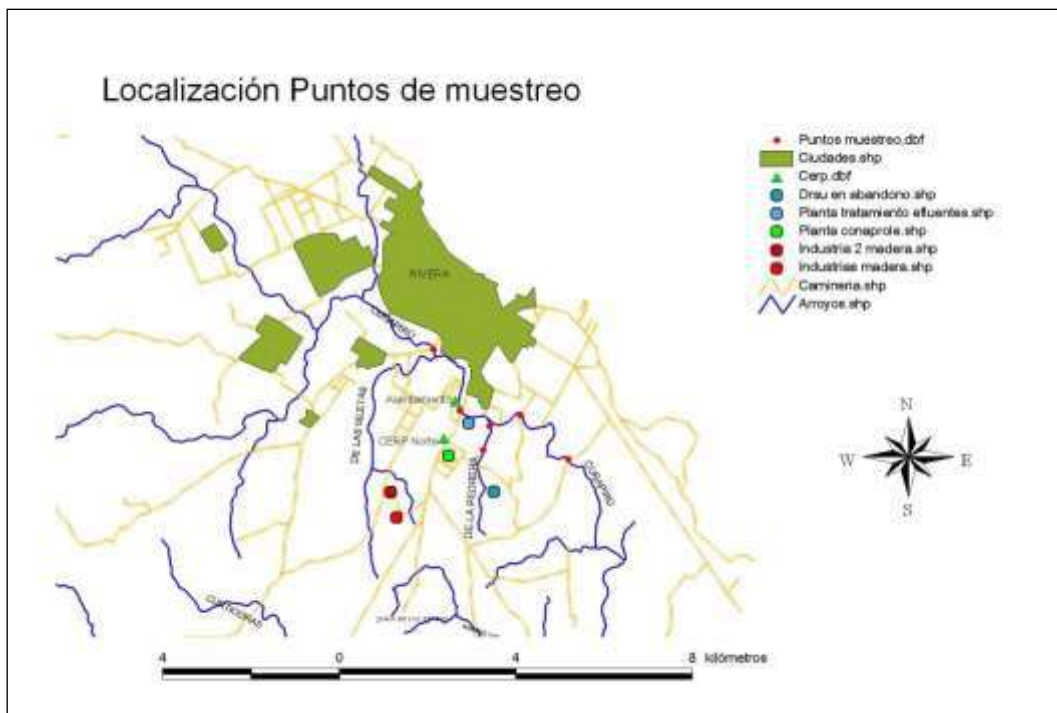 Localización Puntos de muestreo
Puntos muestreo.dbf
Ciudades.shp
Cerp.dbf
Drsu en abandono.shp
Planta tratamiento efluentes.shp
Planta conaprole.shp
Industria 2 madera.shp
Industrias madera.shp
Camineria.shp
Arroyos.shp
RIVERA
CUÑAPIRU
DE LAS ISLETAS
CERP Norte
DE LA PEDRERA
CUÑAPIRU
N
W
E
S
4
0
4
8
kilómetros